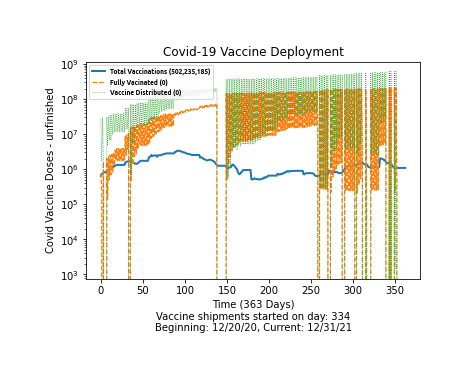 Covid-19 Vaccine Deployment
Total Vaccinations (502,235,185)
Fully Vacinated (0)
Vaccine Distributed (0)
10⁹
10⁸
10⁷
10⁶
10⁵
10⁴
10³
Covid Vaccine Doses - unfinished
0 50 100 150 200 250 300 350
Time (363 Days)
Vaccine shipments started on day: 334
Beginning: 12/20/20, Current: 12/31/21